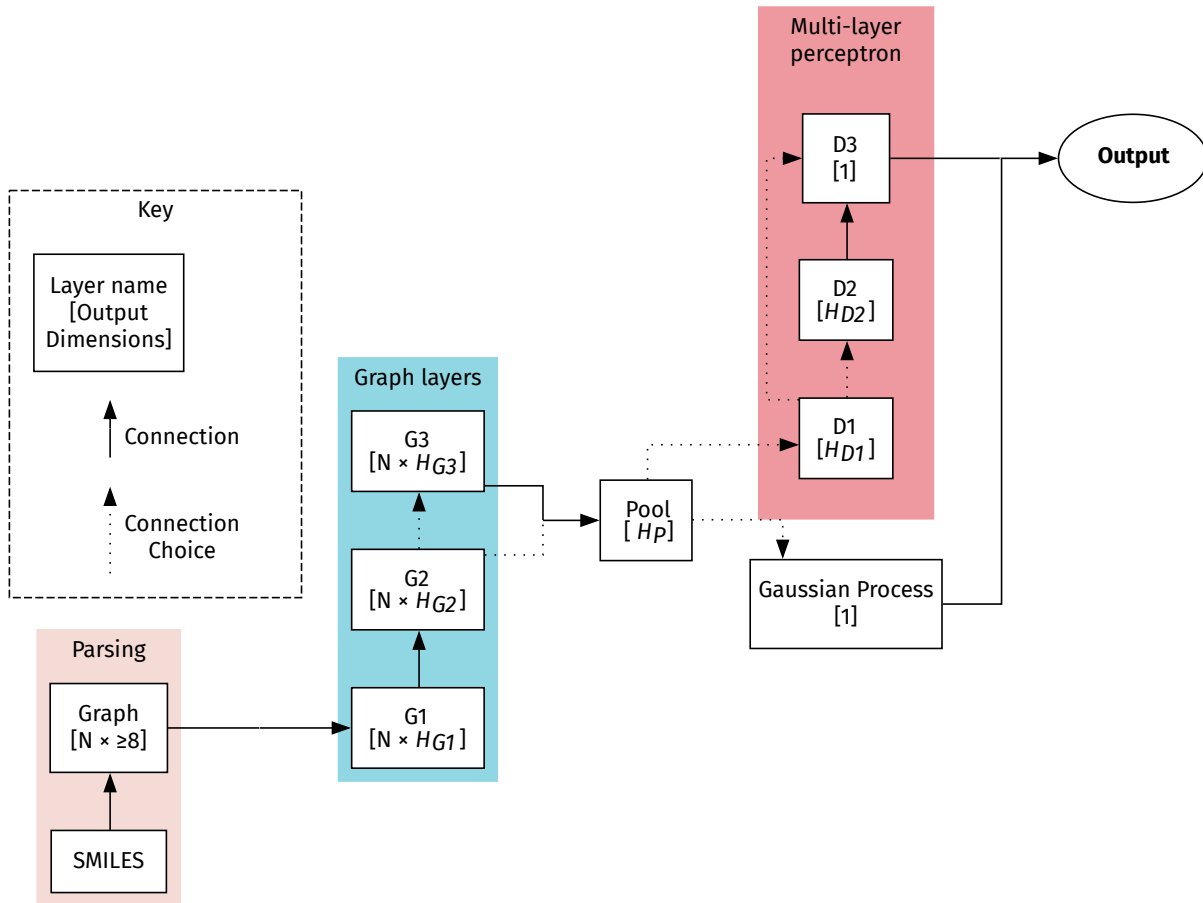 Multi-layer
perceptron
D3
[1]
Output
Key
Layer name
[Output
Dimensions]
D2
[HD2]
Graph layers
D1
[HD1]
Connection
G3
[N × HG3]
Connection
Choice
Pool
[ HP]
G2
[N × HG2]
Gaussian Process
[1]
Parsing
Graph
[N × ≥8]
G1
[N × HG1]
SMILES